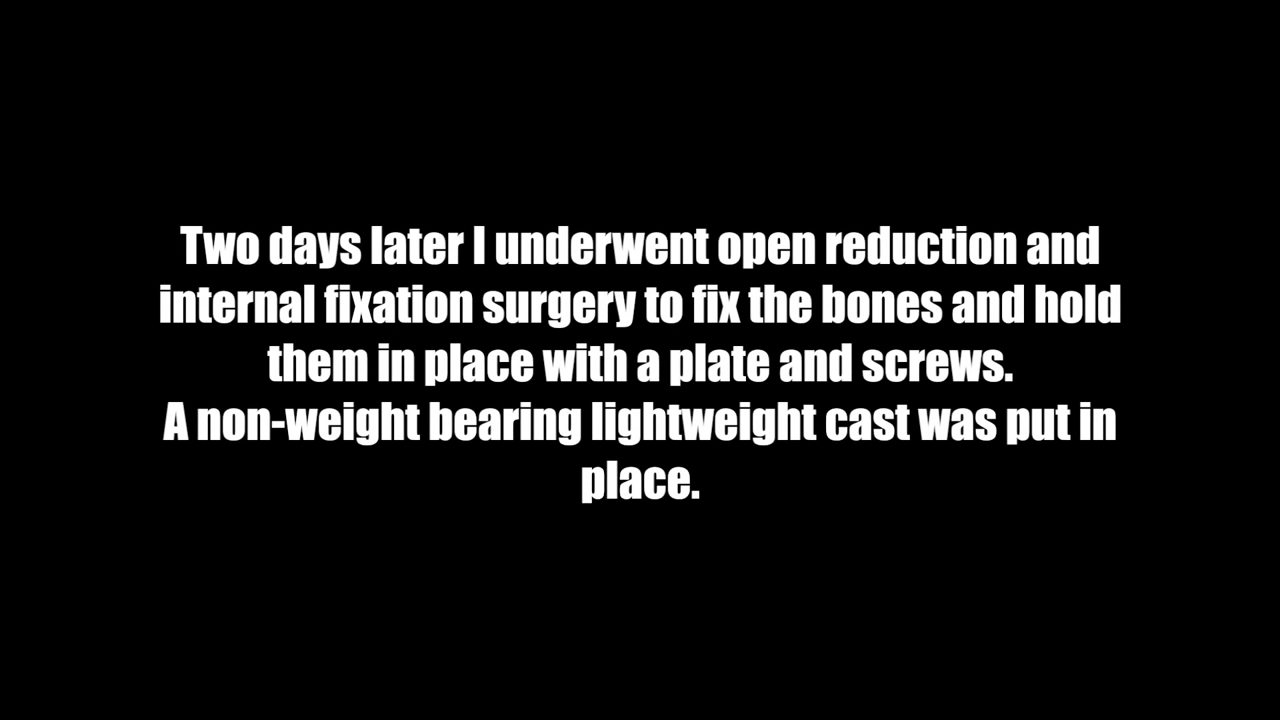 Two days later I underwent open reduction and
internal fixation surgery to fix the bones and hold
them in place with a plate and screws.
A non-weight bearing lightweight cast was put in
place.